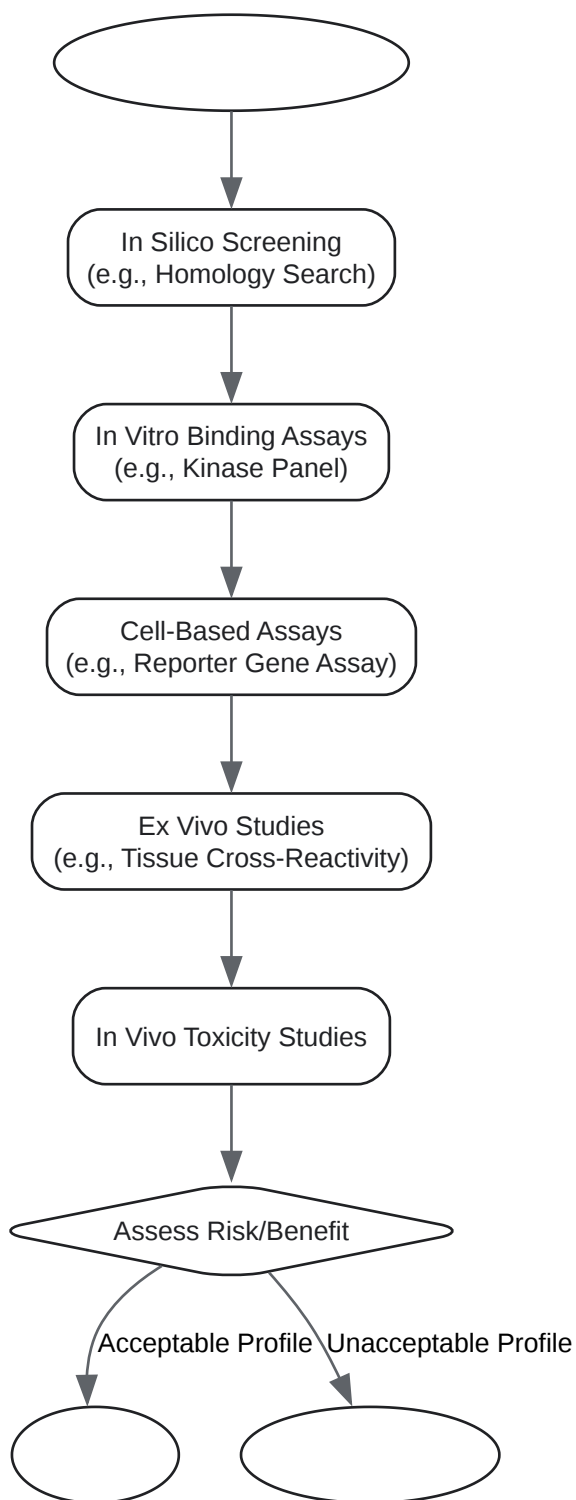 In Silico Screening
(e.g., Homology Search)
In Vitro Binding Assays
(e.g., Kinase Panel)
Cell-Based Assays
(e.g., Reporter Gene Assay)
Ex Vivo Studies
(e.g., Tissue Cross-Reactivity)
In Vivo Toxicity Studies
Assess Risk/Benefit
Acceptable Profile
Unacceptable Profile